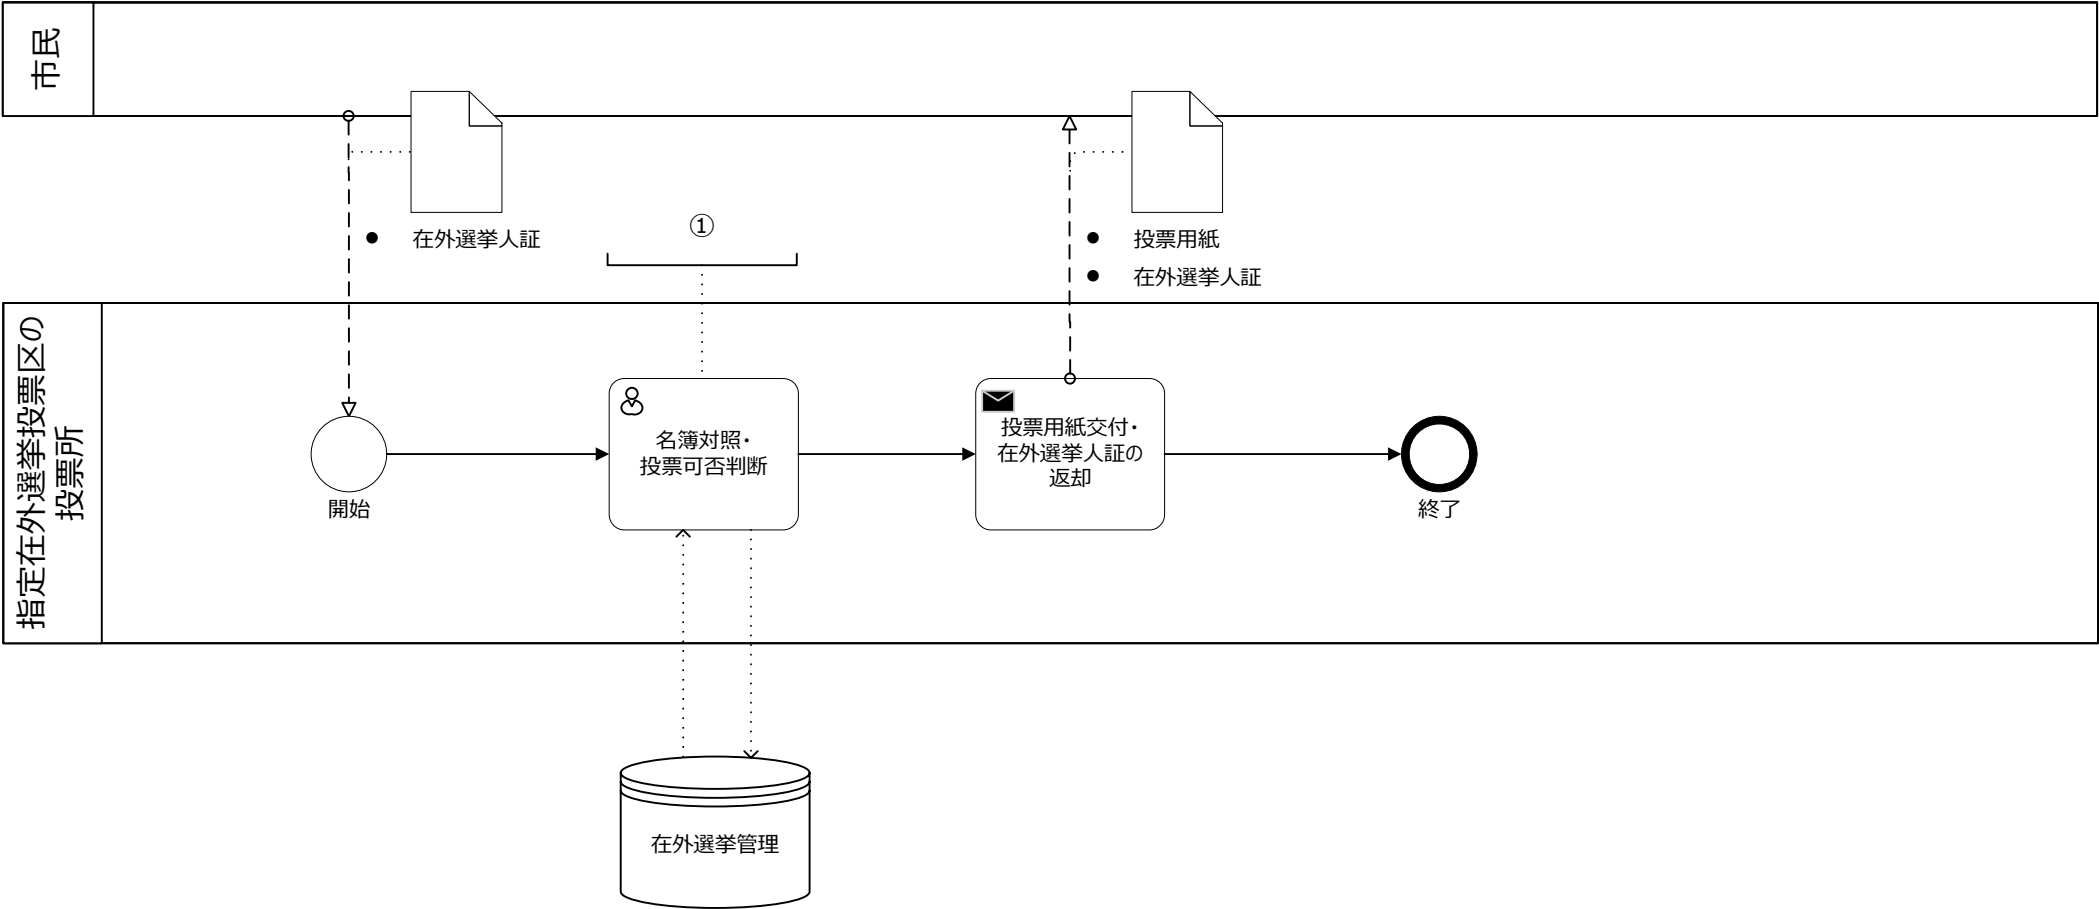 市民
在外選挙人証
①
投票用紙
在外選挙人証
指定在外選挙投票区の
投票所
開始
名簿対照・
投票可否判断
投票用紙交付・
在外選挙人証の
返却
終了
在外選挙管理